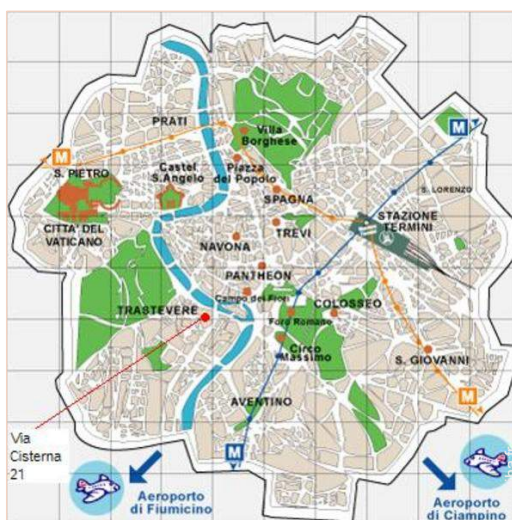 PRATI
Villa
Borghese
M
M
S. PIETRO
Castel
S.Angelo
Piazza
del Popolo
S. LORENZO
SPAGNA
CITTA' DEL
VATICANO
STAZIONE
TERMINI
TREVI
NAVONA
PANTHEON
Campo dei Fiori
COLOSSEO
TRASTEVERE
Foro Romano
Circo
Massimo
S. GIOVANNI
AVENTINO
M
Via
Cisterna
21
M
Aeroporto
di Fiumicino
Aeroporto
di Ciampino